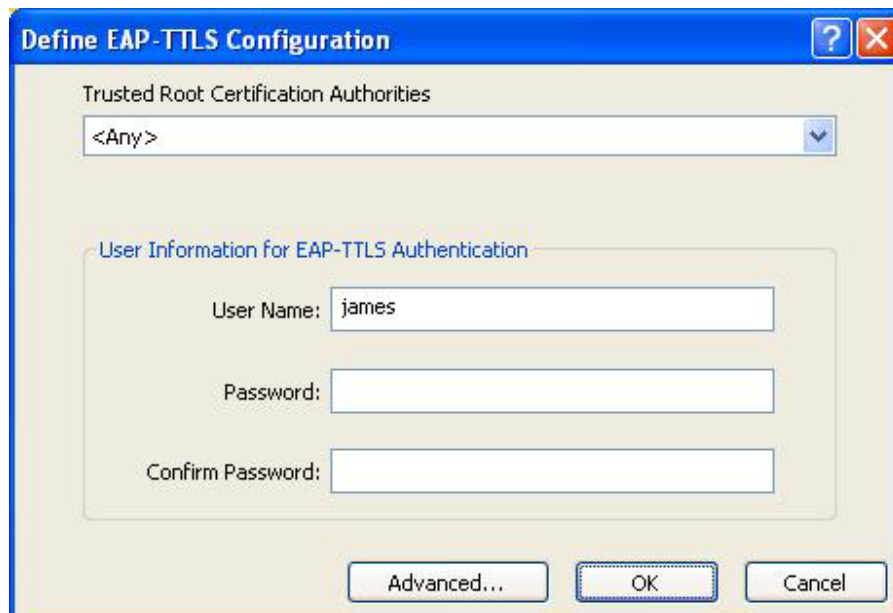 Define EAP-TTLS Configuration
Trusted Root Certification Authorities
<Any>
User Information for EAP-TTLS Authentication
User Name: james
Password:
Confirm Password:
Advanced... OK Cancel